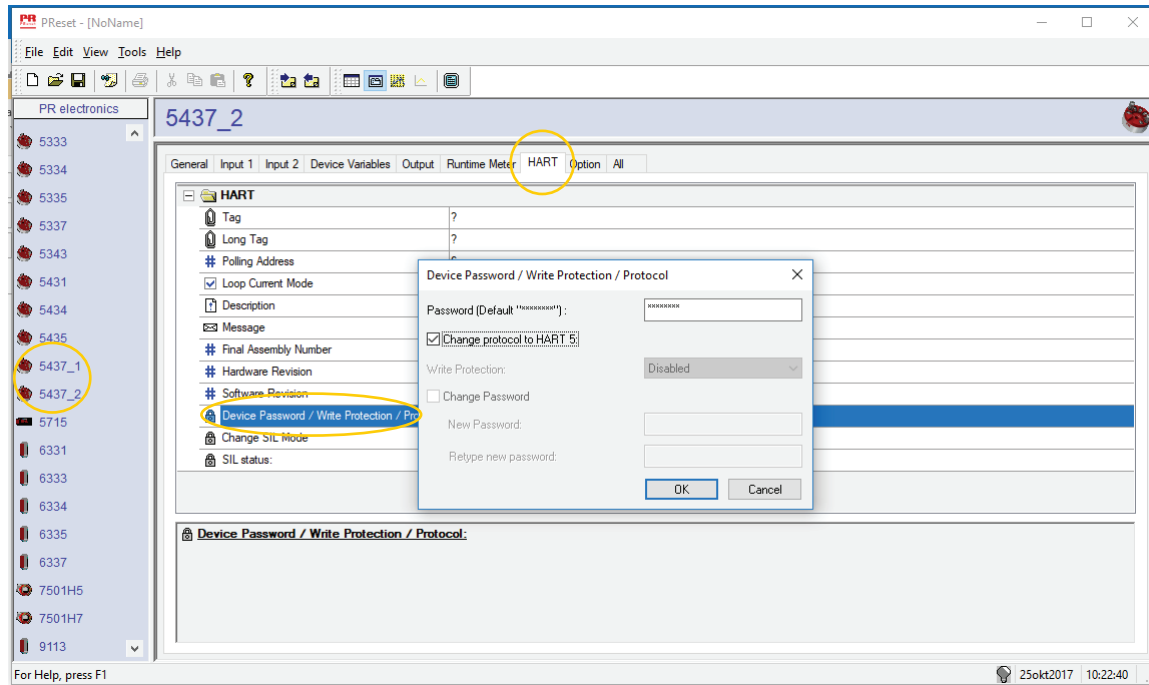 PR PReset - [NoName]
File Edit View Tools Help
PR electronics
5333
5334
5335
5337
5343
5431
5434
5435
5437_1
5437_2
5715
6331
6333
6334
6335
6337
7501H5
7501H7
9113
5437_2
General Input 1 Input 2 Device Variables Output Runtime Meter HART Option All
HART
Tag ?
Long Tag ?
Polling Address
Loop Current Mode
Description
Message
Final Assembly Number
Hardware Revision
Software Revision
Device Password / Write Protection / Pro
Change SIL Mode
SIL status:
Device Password / Write Protection / Protocol
Password (Default "********") : ********
Change protocol to HART 5:
Write Protection: Disabled
Change Password
New Password:
Retype new password:
OK Cancel
Device Password / Write Protection / Protocol:
For Help, press F1 25okt2017 10:22:40